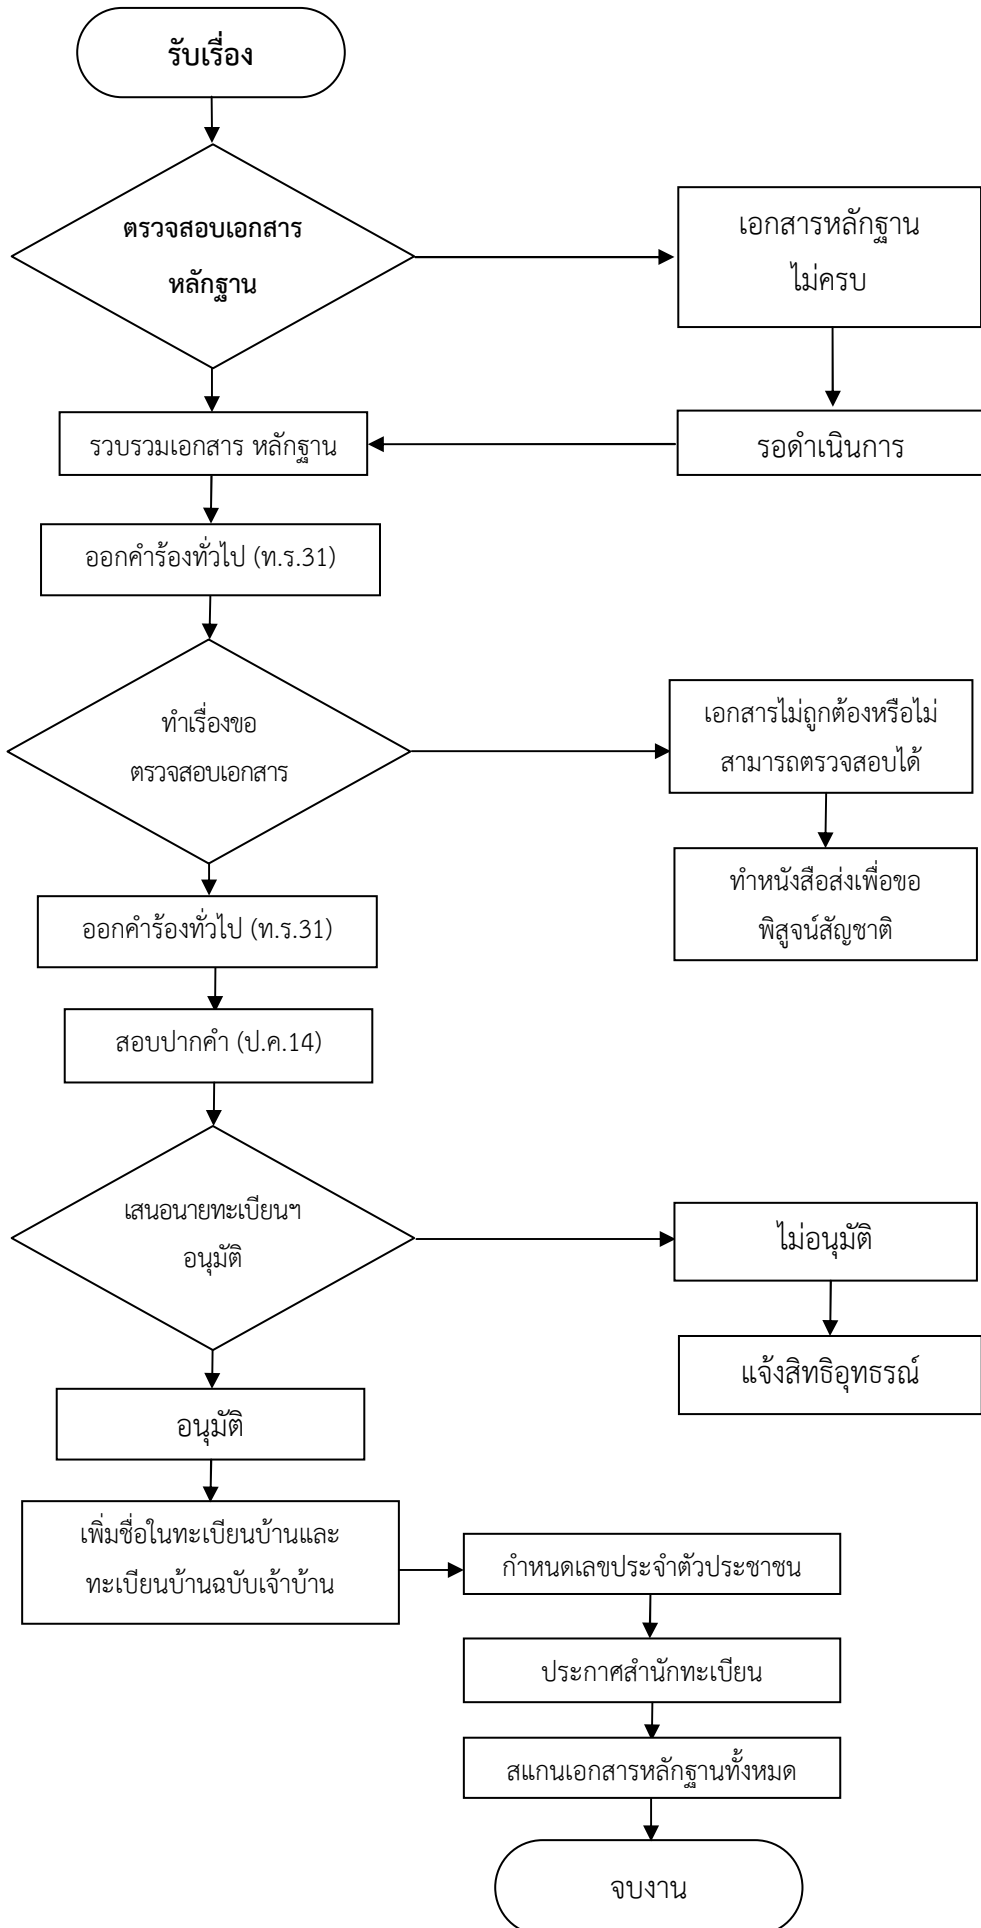 รับเรื่อง
ตรวจสอบเอกสาร
หลักฐาน
เอกสารหลักฐาน
ไม่ครบ
รวบรวมเอกสาร หลักฐาน
รอดำเนินการ
ออกคำร้องทั่วไป (ท.ร.31)
ทำเรื่องขอ
ตรวจสอบเอกสาร
เอกสารไม่ถูกต้องหรือไม่
สามารถตรวจสอบได้
ทำหนังสือส่งเพื่อขอ
พิสูจน์สัญชาติ
ออกคำร้องทั่วไป (ท.ร.31)
สอบปากคำ (ป.ค.14)
เสนอนายทะเบียนฯ
อนุมัติ
ไม่อนุมัติ
แจ้งสิทธิอุทธรณ์
อนุมัติ
เพิ่มชื่อในทะเบียนบ้านและ
ทะเบียนบ้านฉบับเจ้าบ้าน
กำหนดเลขประจำตัวประชาชน
ประกาศสำนักทะเบียน
สแกนเอกสารหลักฐานทั้งหมด
จบงาน